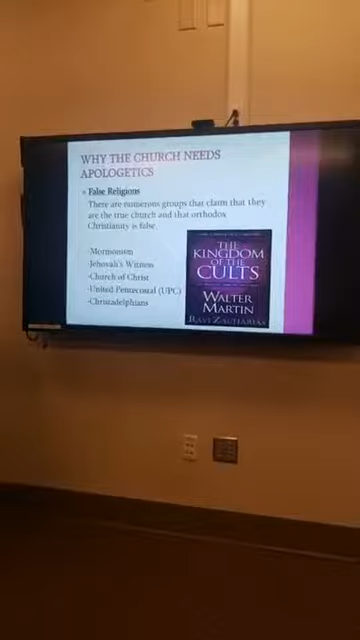 WHY THE CHURCH NEEDS
APOLOGETICS
False Religions
There are numerous groups that claim that they
are the true church and that orthodox
Christianity is false.
-Mormonism
-Jehovah's Witness
-Church of Christ
-United Pentecostal (UPC)
-Christadelphians
THE
KINGDOM
OF THE
CULTS
WALTER
MARTIN
RAVI ZACHARIAS